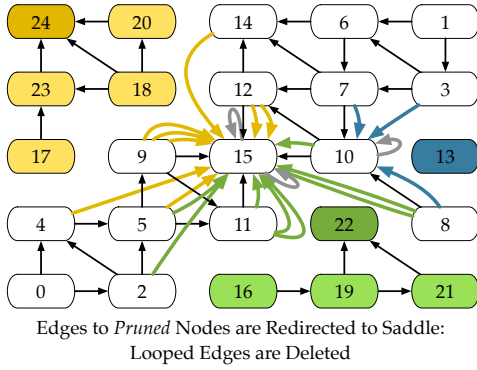 24 20 14 6 1
23 18 12 7 3
17 9 15 10 13
4 5 11 22 8
0 2 16 19 21
Edges to Pruned Nodes are Redirected to Saddle:
Looped Edges are Deleted